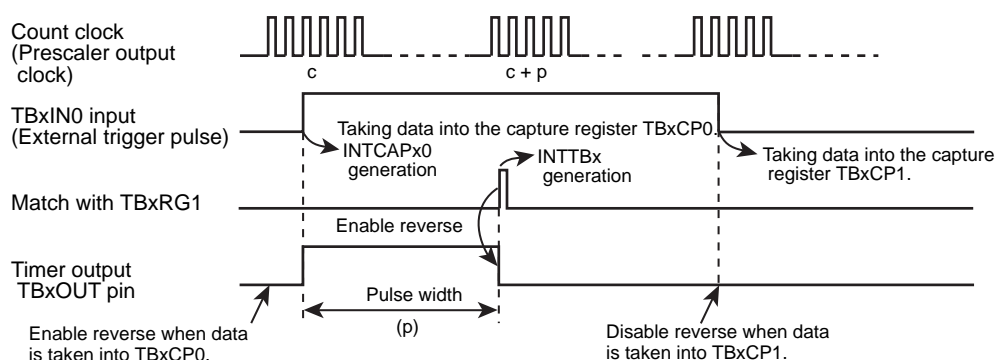 Count clock
(Prescaler output
clock)
c
c + p
TBxIN0 input
(External trigger pulse)
Taking data into the capture register TBxCP0.
INTCAPx0
generation
INTTBx
generation
Taking data into the capture
register TBxCP1.
Match with TBxRG1
Enable reverse
Timer output
TBxOUT pin
Pulse width
(p)
Enable reverse when data
is taken into TBxCP0.
Disable reverse when data
is taken into TBxCP1.